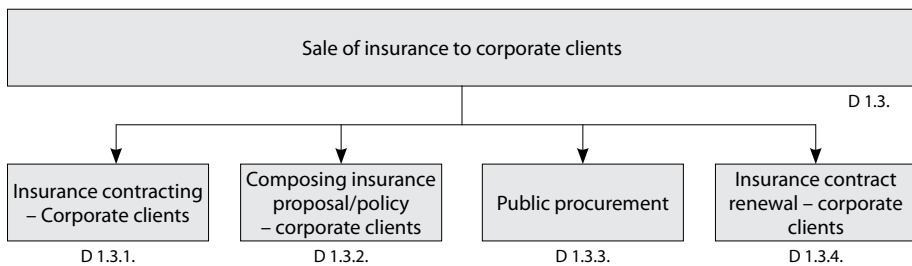 Sale of insurance to corporate clients
D 1.3.
Insurance contracting
– Corporate clients
D 1.3.1.
Composing insurance
proposal/policy
– corporate clients
D 1.3.2.
Public procurement
D 1.3.3.
Insurance contract
renewal – corporate
clients
D 1.3.4.